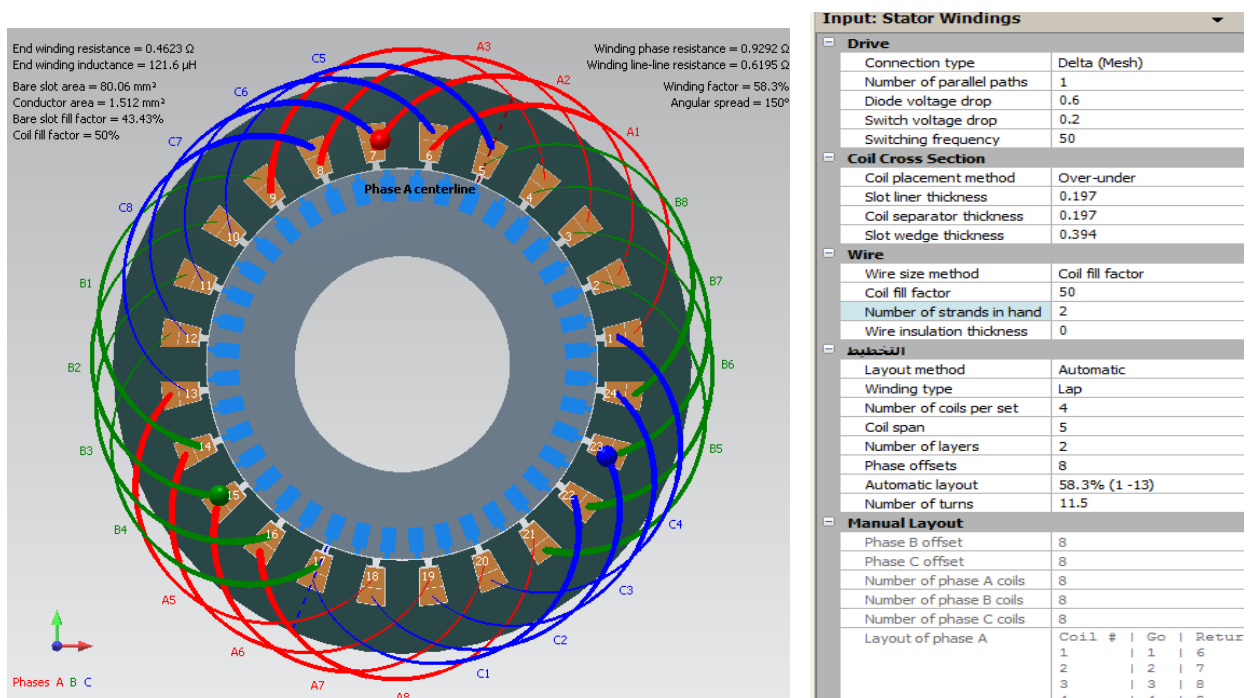 End winding resistance = 0.4623 Ω
End winding inductance = 121.6 µH
Bare slot area = 80.06 mm²
Conductor area = 1.512 mm²
Bare slot fill factor = 43.43%
Coil fill factor = 50%
Winding phase resistance = 0.9292 Ω
Winding line-line resistance = 0.6195 Ω
Winding factor = 58.3%
Angular spread = 150°
A3
C5
A2
C6
A1
C7
7
6
8
5
Phase A centerline
9
4
B8
C8
10
3
B1
11
2
B7
12
1
B2
B6
13
24
B3
14
23
B5
15
22
B4
16
21
C4
17
18
19
20
A5
C3
A6
C2
A7
C1
A8
Phases A B C
Input: Stator Windings
Drive
Connection type Delta (Mesh)
Number of parallel paths 1
Diode voltage drop 0.6
Switch voltage drop 0.2
Switching frequency 50
Coil Cross Section
Coil placement method Over-under
Slot liner thickness 0.197
Coil separator thickness 0.197
Slot wedge thickness 0.394
Wire
Wire size method Coil fill factor
Coil fill factor 50
Number of strands in hand 2
Wire insulation thickness 0
التخطيط
Layout method Automatic
Winding type Lap
Number of coils per set 4
Coil span 5
Number of layers 2
Phase offsets 8
Automatic layout 58.3% (1 -13)
Number of turns 11.5
Manual Layout
Phase B offset 8
Phase C offset 8
Number of phase A coils 8
Number of phase B coils 8
Number of phase C coils 8
Layout of phase A Coil # | Go | Retur
1 | 1 | 6
2 | 2 | 7
3 | 3 | 8